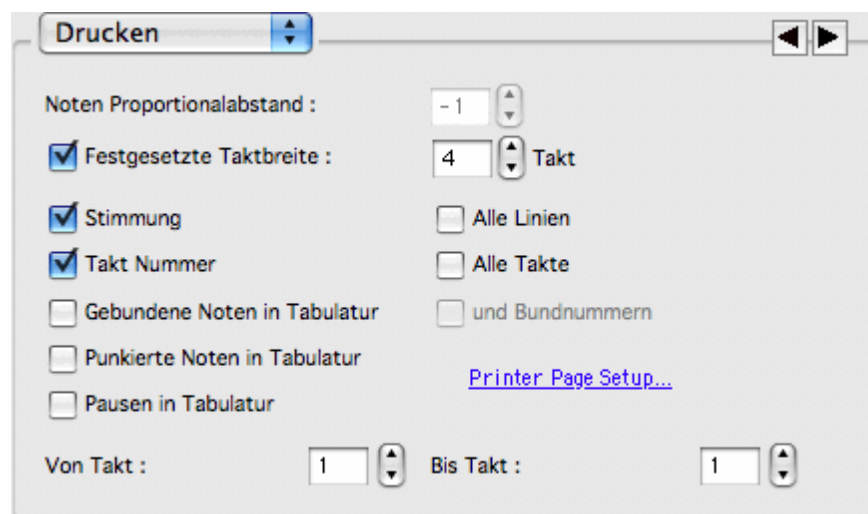 Drucken
Noten Proportionalabstand : -1
Festgesetzte Taktbreite : 4 Takt
Stimmung Alle Linien
Takt Nummer Alle Takte
Gebundene Noten in Tabulatur und Bundnummern
Punkierte Noten in Tabulatur
Printer Page Setup...
Pausen in Tabulatur
Von Takt : 1 Bis Takt : 1